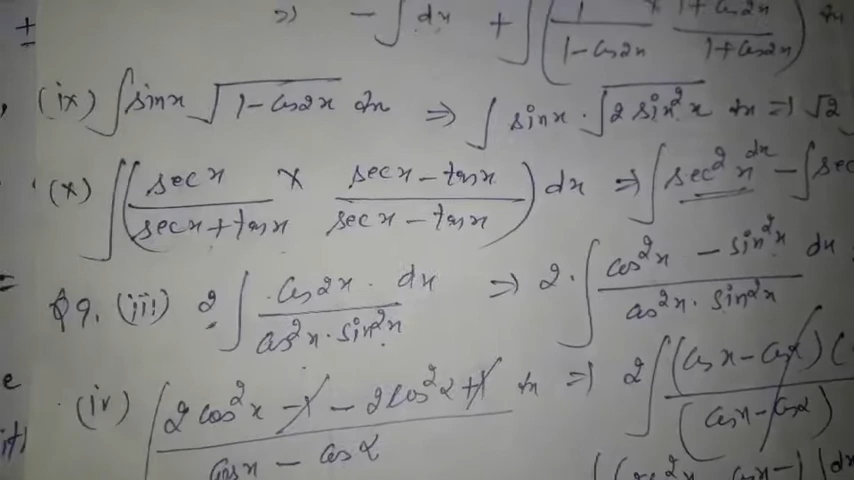 ± ⇒ - ∫ dx + ∫ ( 1/(1-cos2x) × (1+cos2x)/(1+cos2x) ) dx
(ix) ∫ sinx √(1-cos2x) dx ⇒ ∫ sinx · √(2 sin²x) dx ⇒ √2 ∫
(x) ∫ ( secx/(secx+tanx) × (secx-tanx)/(secx-tanx) ) dx ⇒ ∫ sec²x dx - ∫ sec
= Q9. (iii) 2 ∫ cos2x · dx/(cos²x · sin²x) ⇒ 2 · ∫ (cos²x - sin²x)/(cos²x · sin²x) dx
(iv) ∫ (2cos²x - 1 - 2cos²α + 1)/(cosx - cosα) dx ⇒ 2 ∫ (cosx - cosα)(/(cosx - cosα)